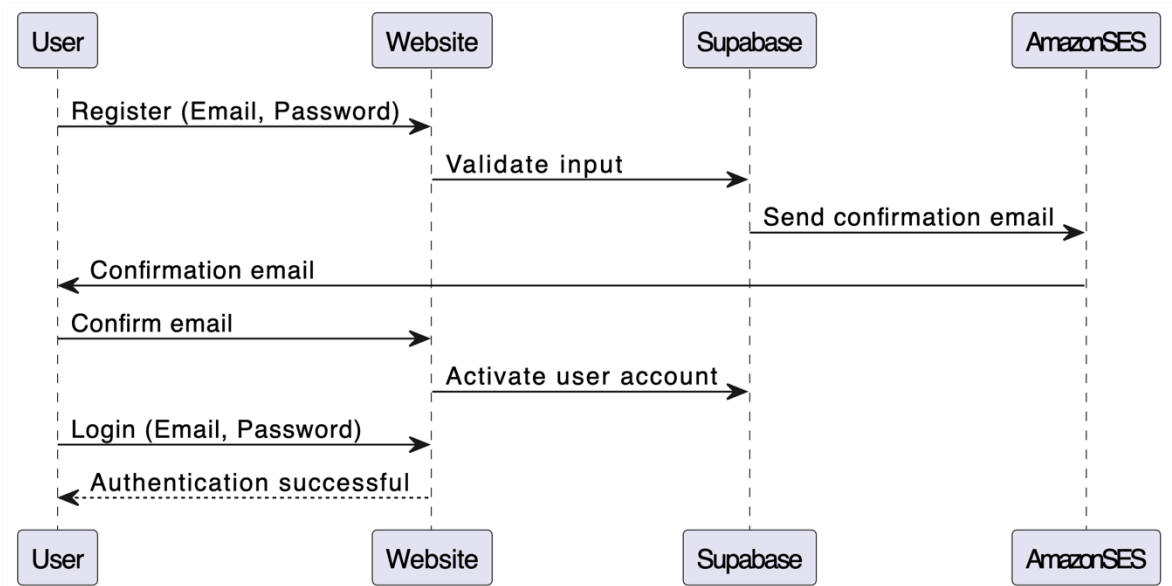 User
Website
Supabase
AmazonSES
Register (Email, Password)
Validate input
Send confirmation email
Confirmation email
Confirm email
Activate user account
Login (Email, Password)
Authentication successful
User
Website
Supabase
AmazonSES